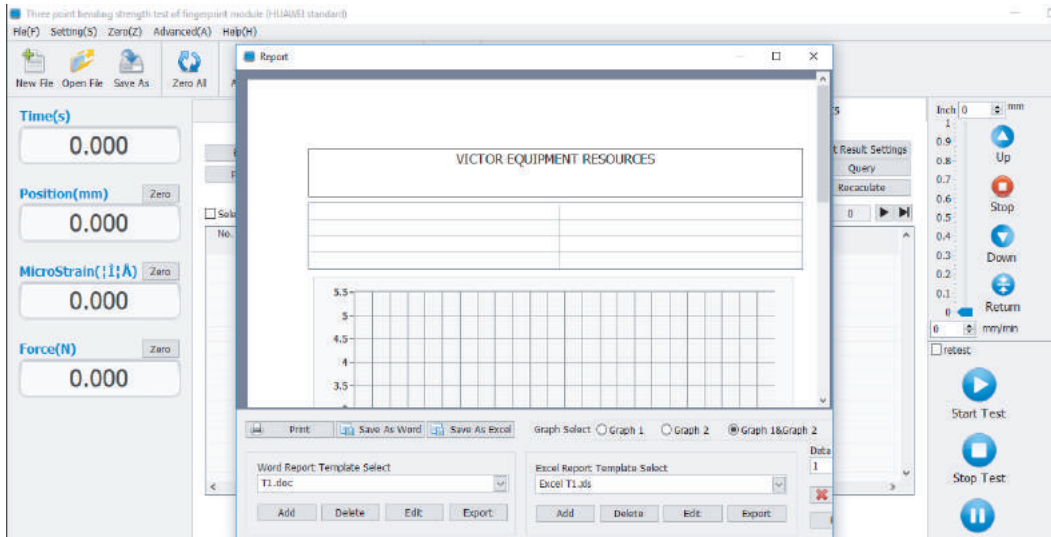 Three point bending strength test of fingerprint module (HUAWEI standard)
File(F) Setting(S) Zero(Z) Advanced(A) Help(H)
New File Open File Save As Zero All A
Time(s)
0.000
Position(mm) Zero
0.000
MicroStrain(¦Ì¦Å) Zero
0.000
Force(N) Zero
0.000
Sele
No.
Report
VICTOR EQUIPMENT RESOURCES
5.5
5
4.5
4
3.5
Print Save As Word Save As Excel Graph Select Graph 1 Graph 2 Graph 1&Graph 2
Word Report Template Select
T1.doc
Add Delete Edit Export
Excel Report Template Select
Excel T1.xls
Add Delete Edit Export
Data
1
t Result Settings
Query
Recaculate
0
Inch 0 mm
1
0.9
0.8
0.7
0.6
0.5
0.4
0.3
0.2
0.1
0
Up
Stop
Down
Return
0 mm/min
retest
Start Test
Stop Test